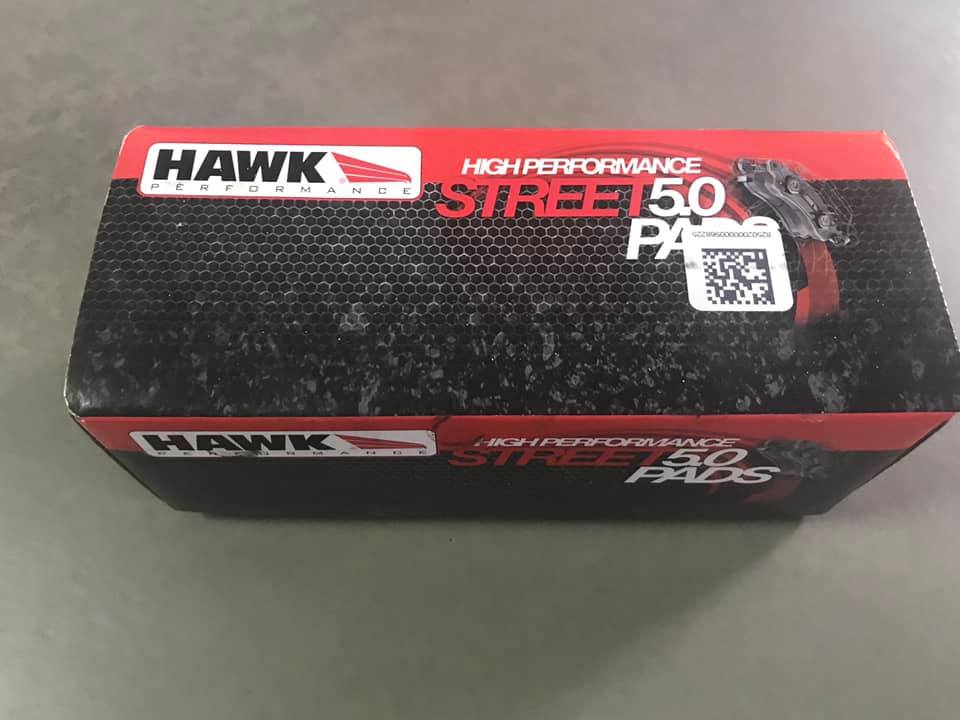 HAWK
PERFORMANCE
HIGH PERFORMANCE
STREET 5.0
PADS
HAWK
PERFORMANCE
HIGH PERFORMANCE
STREET 5.0
PADS